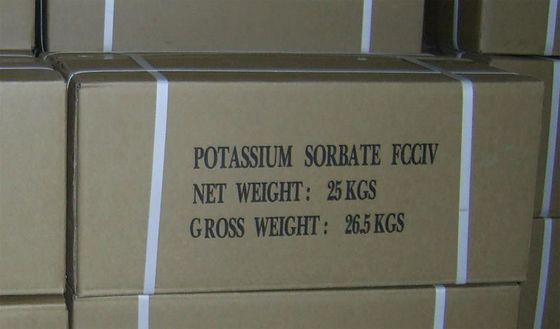 POTASSIUM SORBATE FCCIV
NET WEIGHT: 25 KGS
GROSS WEIGHT: 26.5 KGS